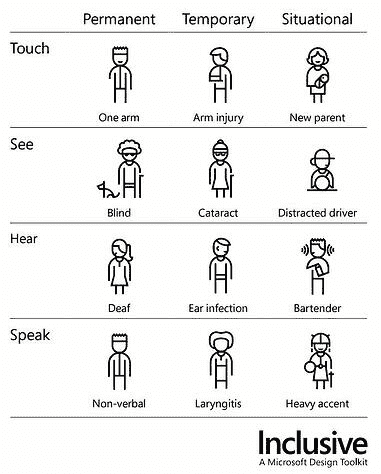 Permanent Temporary Situational
Touch
One arm Arm injury New parent
See
Blind Cataract Distracted driver
Hear
Deaf Ear infection Bartender
Speak
Non-verbal Laryngitis Heavy accent
Inclusive
A Microsoft Design Toolkit